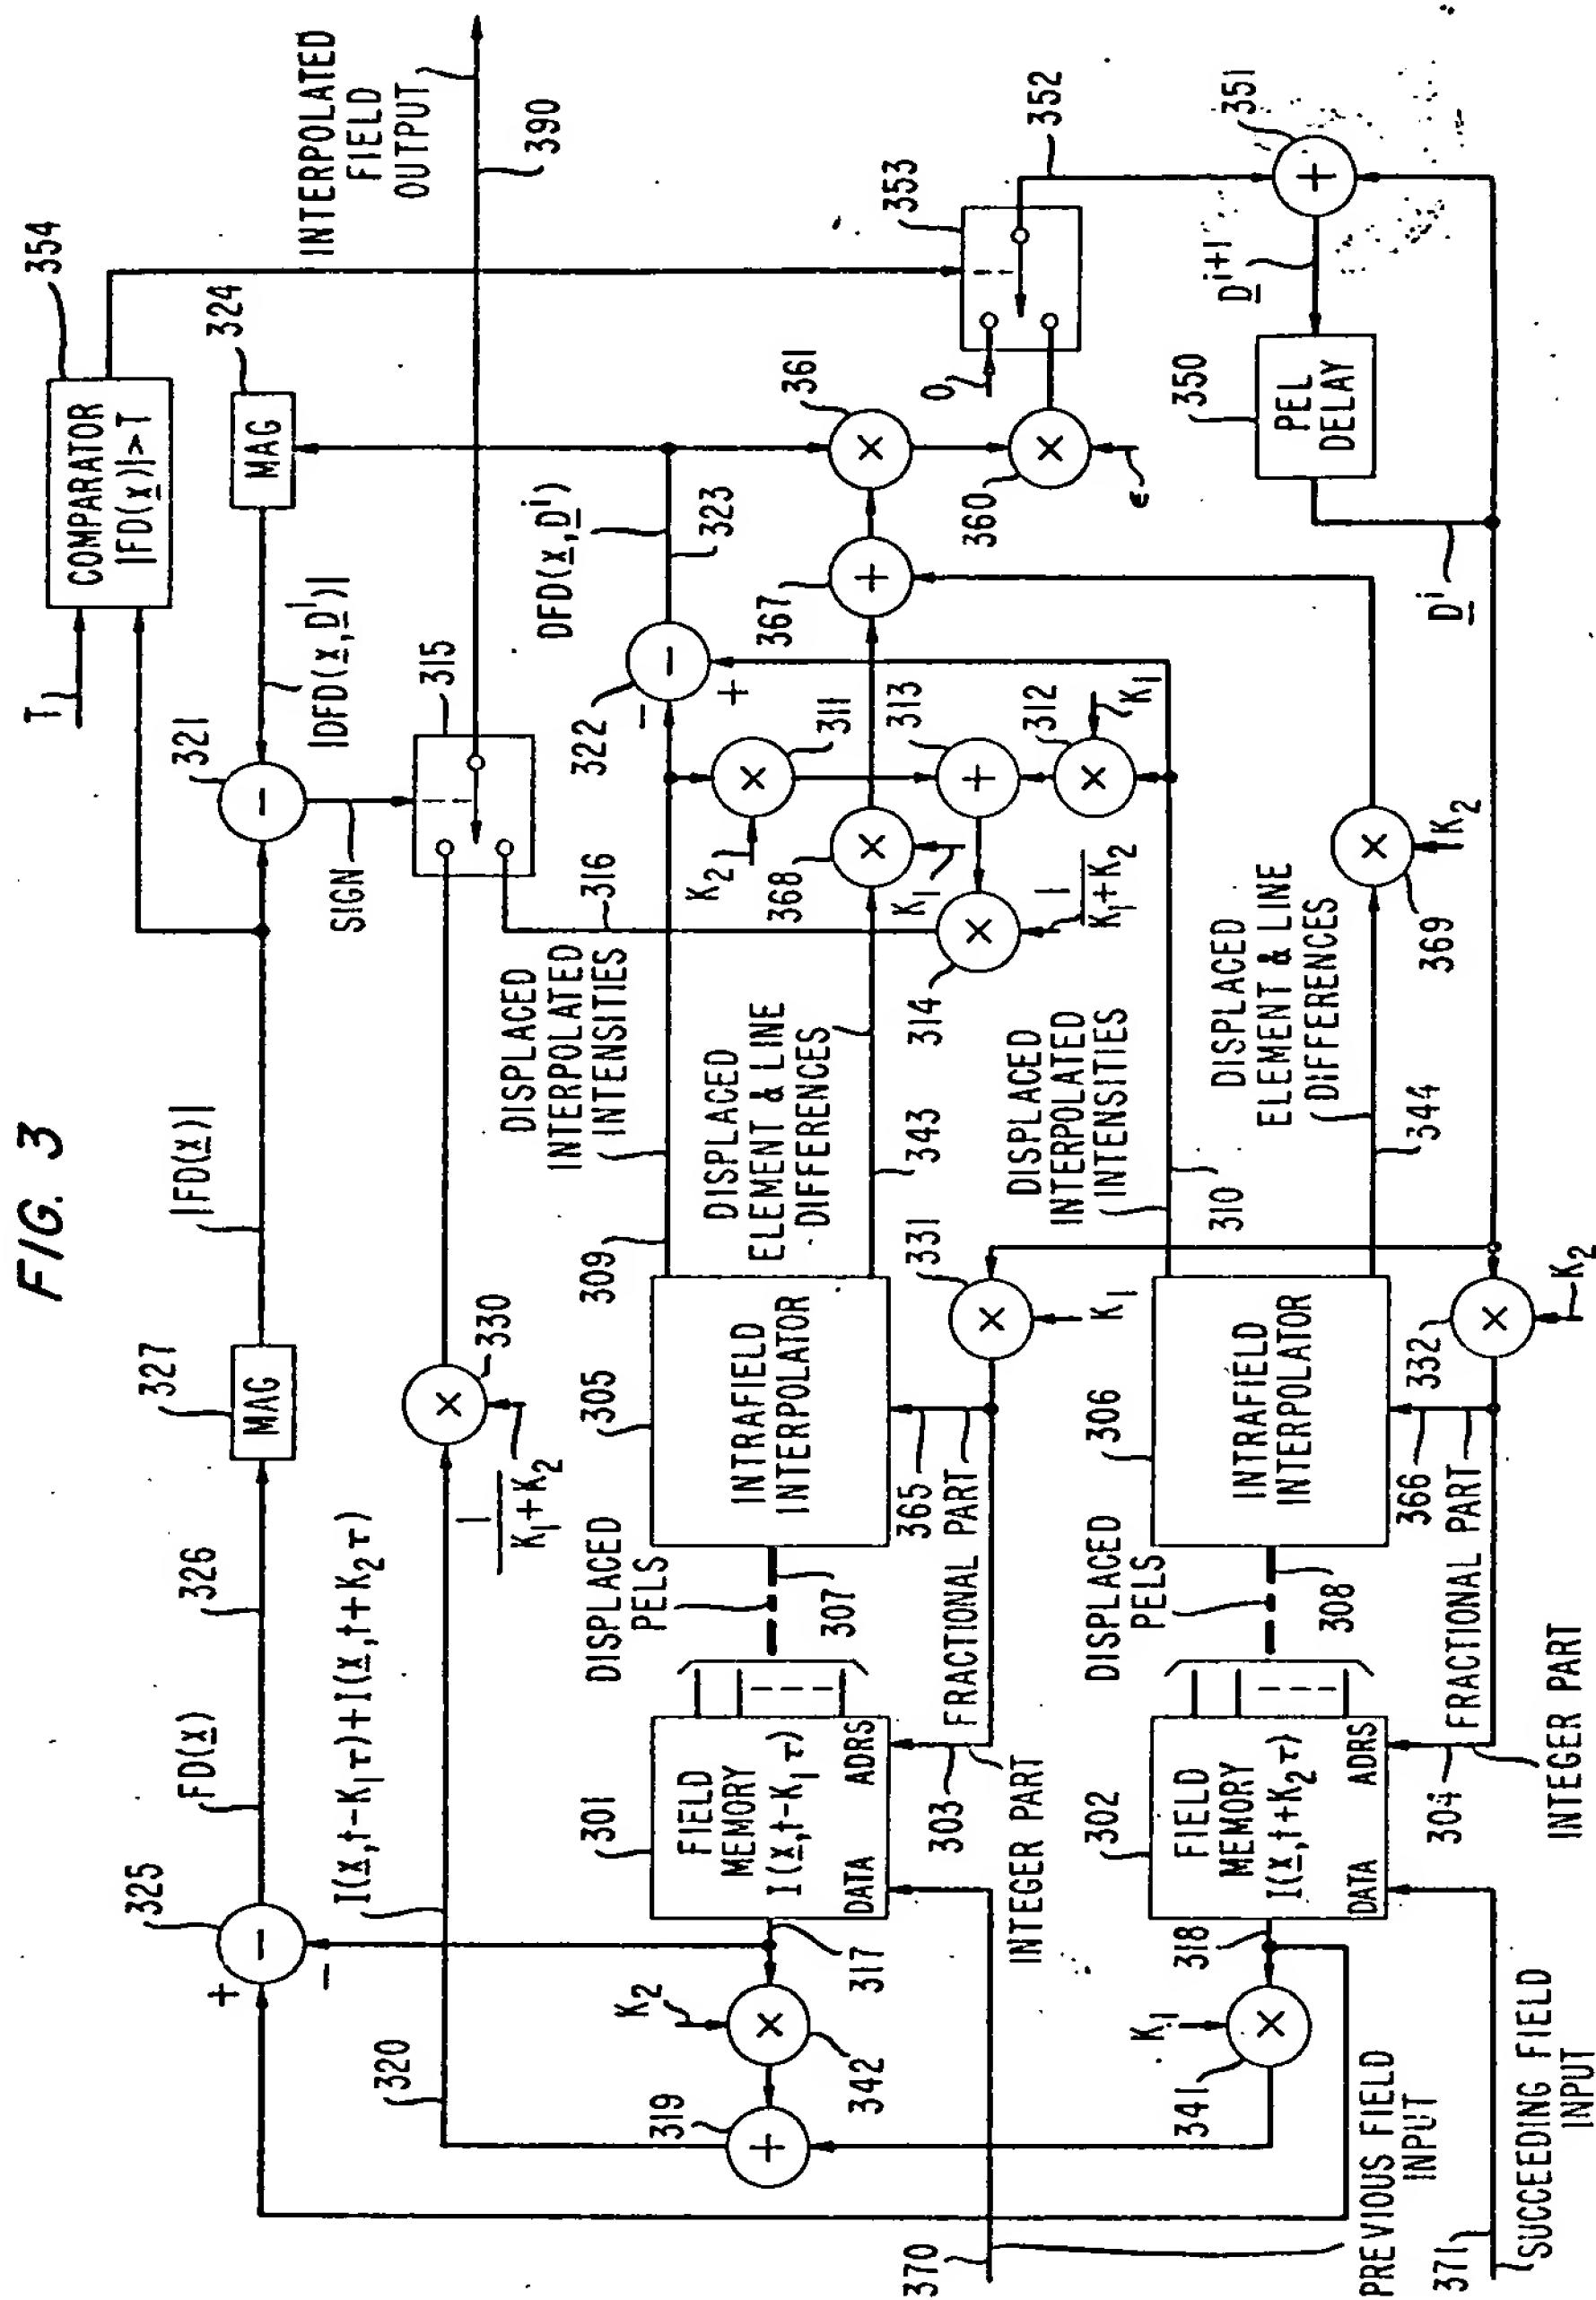 FIG. 3
INTERPOLATED
FIELD
OUTPUT
390
354
COMPARATOR
|FD(x)|>T
T
324
MAG
|DFD(x,Dⁱ)|
321
SIGN
315
|FD(x)|
327
MAG
326
FD(x)
325
+
−
−
−
I(x,t-K₁τ)+I(x,t+K₂τ)
320
330
×
1
K₁+K₂
316
353
352
351
+
0
Dⁱ⁺¹
350
PEL
DELAY
Dⁱ
361
×
360
×
ϵ
DFD(x,Dⁱ)
323
322
−
−
+
367
+
311
×
K₂
313
+
312
×
K₁
368
×
K₁
314
×
1
K₁+K₂
369
×
K₂
DISPLACED
INTERPOLATED
INTENSITIES
309
DISPLACED
ELEMENT & LINE
DIFFERENCES
343
DISPLACED
INTERPOLATED
INTENSITIES
310
DISPLACED
ELEMENT & LINE
DIFFERENCES
344
305
INTRAFIELD
INTERPOLATOR
331
×
K₁
365
FRACTIONAL PART
306
INTRAFIELD
INTERPOLATOR
332
×
K₂
366
FRACTIONAL PART
DISPLACED
PELS
307
DISPLACED
PELS
308
301
FIELD
MEMORY
I(x,t-K₁τ)
DATA
ADRS
303
INTEGER PART
302
FIELD
MEMORY
I(x,t+K₂τ)
DATA
ADRS
304
INTEGER PART
317
K₂
×
342
319
+
318
K₁
×
341
370
PREVIOUS FIELD
INPUT
371
SUCCEEDING FIELD
INPUT